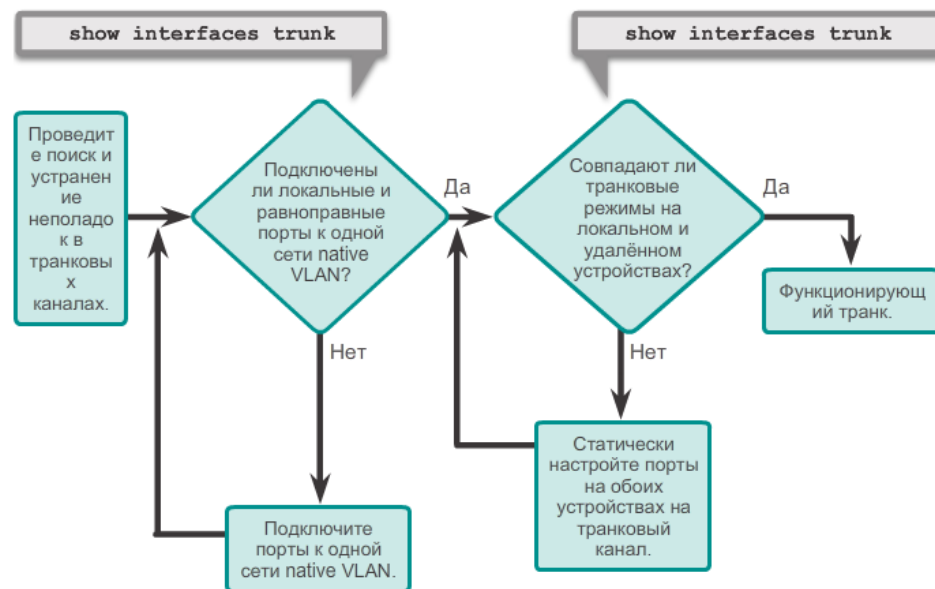 show interfaces trunk
show interfaces trunk
Проведит
е поиск и
устранен
ие
неполадо
к в
транковы
х
каналах.
Подключены
ли локальные и
равноправные
порты к одной
сети native
VLAN?
Да
Совпадают ли
транковые
режимы на
локальном и
удалённом
устройствах?
Да
Функционирующ
ий транк.
Нет
Нет
Статически
настройте порты
на обоих
устройствах на
транковый
канал.
Подключите
порты к одной
сети native VLAN.